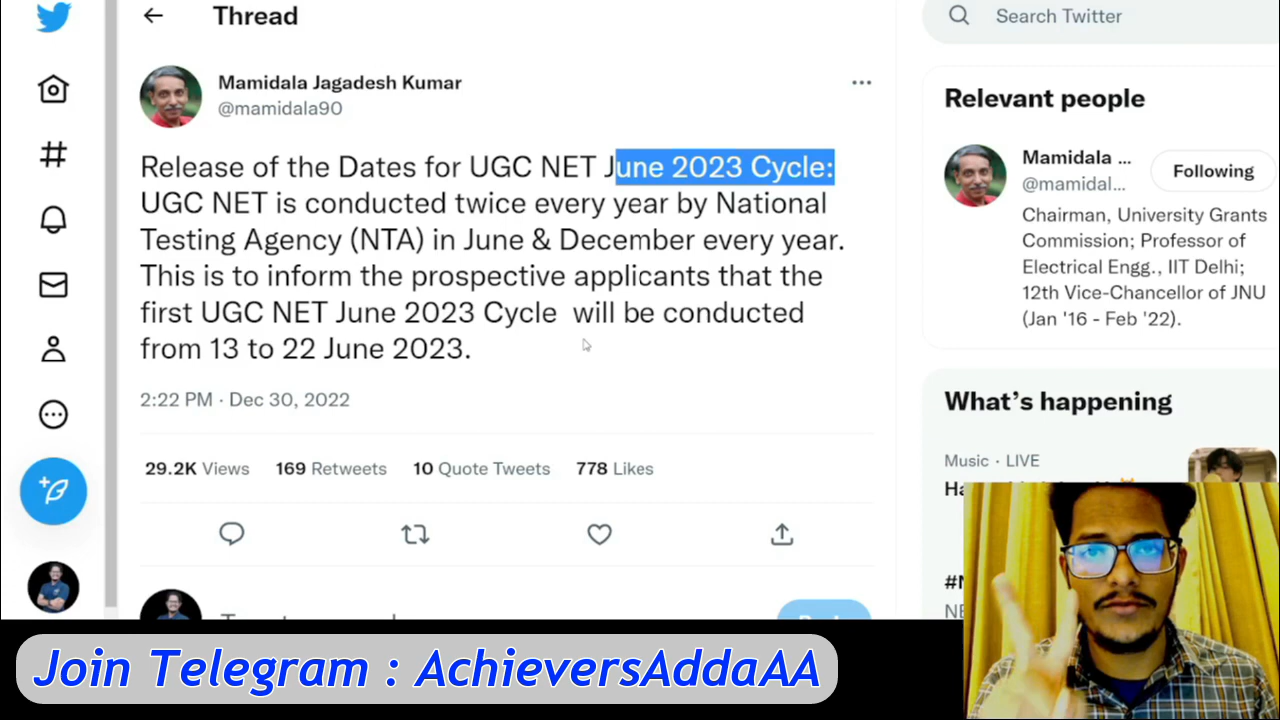 Thread
Search Twitter
Mamidala Jagadesh Kumar
@mamidala90
Release of the Dates for UGC NET June 2023 Cycle:
UGC NET is conducted twice every year by National
Testing Agency (NTA) in June & December every year.
This is to inform the prospective applicants that the
first UGC NET June 2023 Cycle will be conducted
from 13 to 22 June 2023.
2:22 PM · Dec 30, 2022
29.2K Views 169 Retweets 10 Quote Tweets 778 Likes
Relevant people
Mamidala ...
@mamidal...
Following
Chairman, University Grants
Commission; Professor of
Electrical Engg., IIT Delhi;
12th Vice-Chancellor of JNU
(Jan '16 - Feb '22).
What's happening
Music · LIVE
Join Telegram : AchieversAddaAA